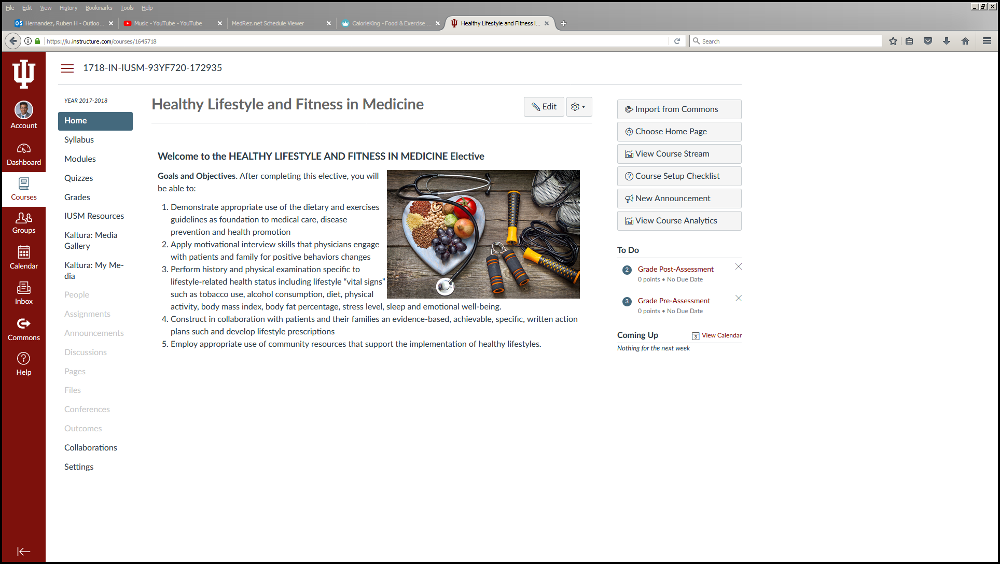 File Edit View History Bookmarks Tools Help
Hernandez, Ruben H - Outloo...
Music - YouTube - YouTube
MedRez.net Schedule Viewer
CalorieKing - Food & Exercise ...
Healthy Lifestyle and Fitness i...
https://iu.instructure.com/courses/1645718
Search
1718-IN-IUSM-93YF720-172935
Account
Dashboard
Courses
Groups
Calendar
Inbox
Commons
Help
YEAR 2017-2018
Home
Syllabus
Modules
Quizzes
Grades
IUSM Resources
Kaltura: Media
Gallery
Kaltura: My Me-
dia
People
Assignments
Announcements
Discussions
Pages
Files
Conferences
Outcomes
Collaborations
Settings
Healthy Lifestyle and Fitness in Medicine
Edit
Welcome to the HEALTHY LIFESTYLE AND FITNESS IN MEDICINE Elective
Goals and Objectives. After completing this elective, you will
be able to:
1. Demonstrate appropriate use of the dietary and exercises
guidelines as foundation to medical care, disease
prevention and health promotion
2. Apply motivational interview skills that physicians engage
with patients and family for positive behaviors changes
3. Perform history and physical examination specific to
lifestyle-related health status including lifestyle “vital signs”
such as tobacco use, alcohol consumption, diet, physical
activity, body mass index, body fat percentage, stress level, sleep and emotional well-being.
4. Construct in collaboration with patients and their families an evidence-based, achievable, specific, written action
plans such and develop lifestyle prescriptions
5. Employ appropriate use of community resources that support the implementation of healthy lifestyles.
Import from Commons
Choose Home Page
View Course Stream
Course Setup Checklist
New Announcement
View Course Analytics
To Do
2 Grade Post-Assessment
0 points • No Due Date
3 Grade Pre-Assessment
0 points • No Due Date
Coming Up
3 View Calendar
Nothing for the next week